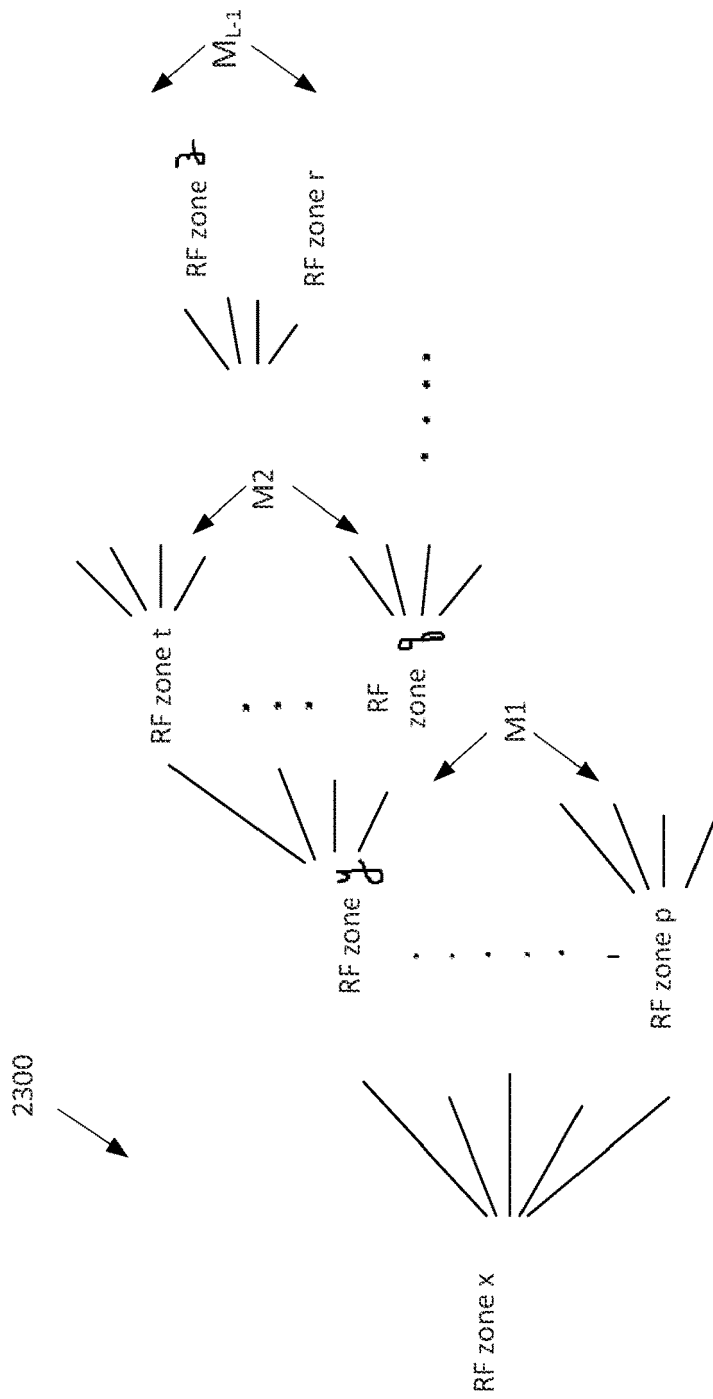 2300
RF zone x
RF zone y
RF zone p
M1
RF zone t
RF
zone
M2
RF zone z
RF zone r
M_{L-1}